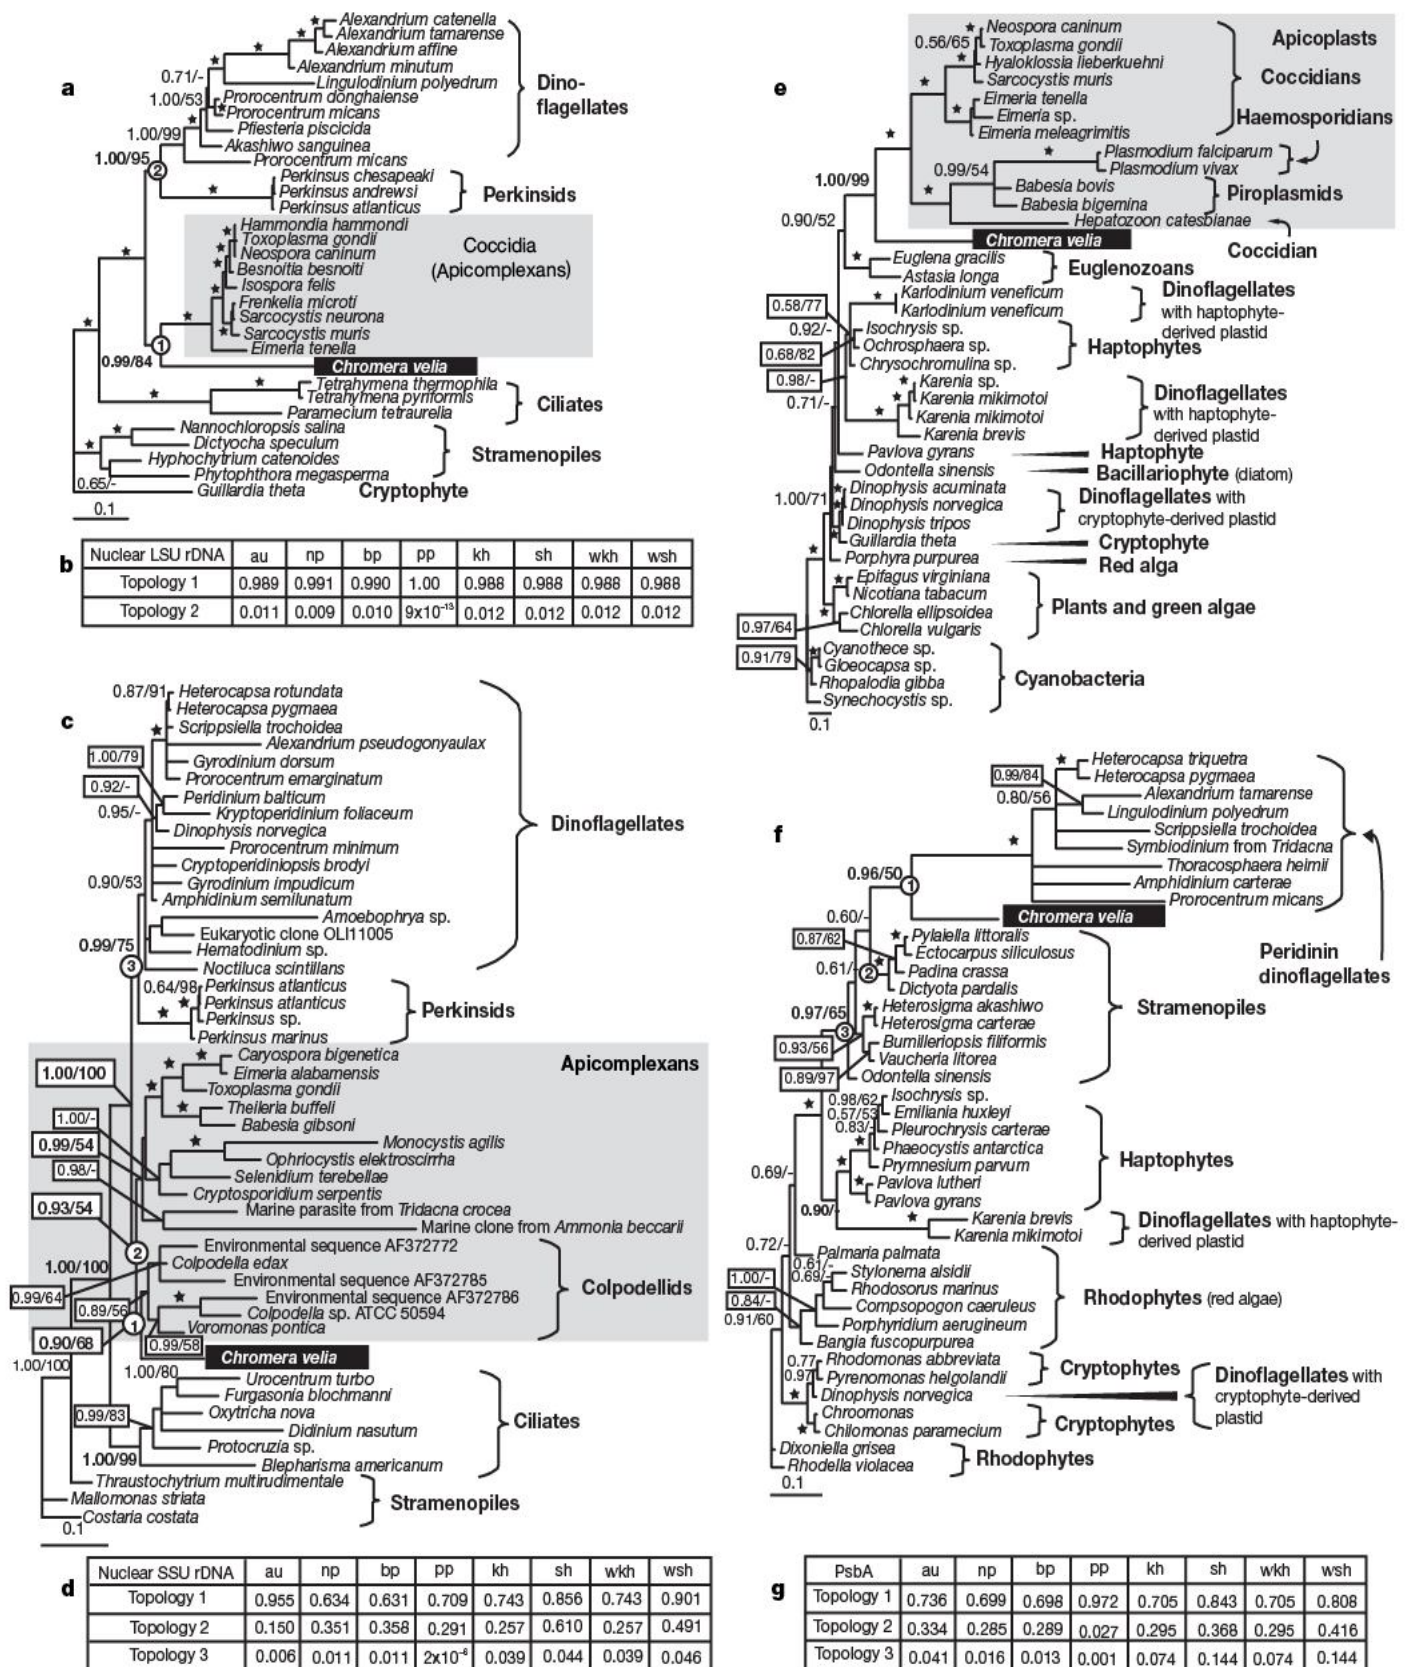 a
Alexandrium catenella
Alexandrium tamarense
Alexandrium affine
Alexandrium minutum
Lingulodinium polyedrum
Prorocentrum donghaiense
Prorocentrum micans
Pfiesteria piscicida
Akashiwo sanguinea
Prorocentrum micans
Dino-
flagellates
0.71/-
1.00/53
1.00/99
1.00/95
2
Perkinsus chesapeaki
Perkinsus andrewsi
Perkinsus atlanticus
Perkinsids
Hammondia hammondi
Toxoplasma gondii
Neospora caninum
Besnoitia besnoiti
Isospora felis
Frenkelia microti
Sarcocystis neurona
Sarcocystis muris
Eimeria tenella
Coccidia
(Apicomplexans)
1
0.99/84
Chromera velia
Tetrahymena thermophila
Tetrahymena pyriformis
Paramecium tetraurelia
Ciliates
Nannochloropsis salina
Dictyocha speculum
Hyphochytrium catenoides
Phytophthora megasperma
Stramenopiles
0.65/-
Guillardia theta
Cryptophyte
0.1
b
Nuclear LSU rDNA au np bp pp kh sh wkh wsh
Topology 1 0.989 0.991 0.990 1.00 0.988 0.988 0.988 0.988
Topology 2 0.011 0.009 0.010 9x10⁻¹³ 0.012 0.012 0.012 0.012
c
0.87/91
Heterocapsa rotundata
Heterocapsa pygmaea
Scrippsiella trochoidea
Alexandrium pseudogonyaulax
Gyrodinium dorsum
Prorocentrum emarginatum
Peridinium balticum
Kryptoperidinium foliaceum
Dinophysis norvegica
Prorocentrum minimum
Cryptoperidiniopsis brodyi
Gyrodinium impudicum
Amphidinium semilunatum
Amoebophrya sp.
Eukaryotic clone OLI11005
Hematodinium sp.
Noctiluca scintillans
Dinoflagellates
1.00/79
0.92/-
0.95/-
0.90/53
0.99/75
3
0.64/98
Perkinsus atlanticus
Perkinsus atlanticus
Perkinsus sp.
Perkinsus marinus
Perkinsids
Apicomplexans
Caryospora bigenetica
Eimeria alabamensis
Toxoplasma gondii
Theileria buffeli
Babesia gibsoni
Monocystis agilis
Ophriocystis elektroscirrha
Selenidium terebellae
Cryptosporidium serpentis
Marine parasite from Tridacna crocea
Marine clone from Ammonia beccarii
1.00/100
1.00/-
0.99/54
0.98/-
0.93/54
2
1.00/100
Environmental sequence AF372772
Colpodella edax
Environmental sequence AF372785
Environmental sequence AF372786
Colpodella sp. ATCC 50594
Voromonas pontica
Colpodellids
0.99/64
0.89/56
1
0.90/68
0.99/58
Chromera velia
1.00/100
1.00/80
Urocentrum turbo
Furgasonia blochmanni
Oxytricha nova
Didinium nasutum
Protocruzia sp.
Blepharisma americanum
Ciliates
0.99/83
1.00/99
Thraustochytrium multirudimentale
Mallomonas striata
Costaria costata
Stramenopiles
0.1
d
Nuclear SSU rDNA au np bp pp kh sh wkh wsh
Topology 1 0.955 0.634 0.631 0.709 0.743 0.856 0.743 0.901
Topology 2 0.150 0.351 0.358 0.291 0.257 0.610 0.257 0.491
Topology 3 0.006 0.011 0.011 2x10⁻⁶ 0.039 0.044 0.039 0.046
e
Neospora caninum
Toxoplasma gondii
Hyaloklossia lieberkuehni
Sarcocystis muris
Eimeria tenella
Eimeria sp.
Eimeria meleagrimitis
0.56/65
Apicoplasts
Coccidians
Haemosporidians
Plasmodium falciparum
Plasmodium vivax
0.99/54
Babesia bovis
Babesia bigemina
Piroplasmids
Hepatozoon catesbianae
Coccidian
1.00/99
0.90/52
Chromera velia
Euglena gracilis
Astasia longa
Euglenozoans
Karlodinium veneficum
Karlodinium veneficum
Dinoflagellates
with haptophyte-
derived plastid
0.58/77
0.92/-
0.68/82
0.98/-
0.71/-
Isochrysis sp.
Ochrosphaera sp.
Chrysochromulina sp.
Haptophytes
Karenia sp.
Karenia mikimotoi
Karenia mikimotoi
Karenia brevis
Dinoflagellates
with haptophyte-
derived plastid
Pavlova gyrans
Haptophyte
Odontella sinensis
Bacillariophyte (diatom)
1.00/71
Dinophysis acuminata
Dinophysis norvegica
Dinophysis tripos
Dinoflagellates with
cryptophyte-derived plastid
Guillardia theta
Cryptophyte
Porphyra purpurea
Red alga
Epifagus virginiana
Nicotiana tabacum
Chlorella ellipsoidea
Chlorella vulgaris
Plants and green algae
0.97/64
0.91/79
Cyanothece sp.
Gloeocapsa sp.
Rhopalodia gibba
Synechocystis sp.
Cyanobacteria
0.1
f
Heterocapsa triquetra
Heterocapsa pygmaea
Alexandrium tamarense
Lingulodinium polyedrum
Scrippsiella trochoidea
Symbiodinium from Tridacna
Thoracosphaera heimii
Amphidinium carterae
Prorocentrum micans
0.99/84
0.80/56
Peridinin
dinoflagellates
0.96/50
1
Chromera velia
0.60/-
0.87/62
0.61/-
2
Pylaiella littoralis
Ectocarpus siliculosus
Padina crassa
Dictyota pardalis
Heterosigma akashiwo
Heterosigma carterae
Bumilleriopsis filiformis
Vaucheria litorea
Odontella sinensis
Stramenopiles
0.97/65
3
0.93/56
0.89/97
0.98/62
0.57/53
0.83/-
Isochrysis sp.
Emiliania huxleyi
Pleurochrysis carterae
Phaeocystis antarctica
Prymnesium parvum
Pavlova lutheri
Pavlova gyrans
Haptophytes
0.69/-
0.90/-
Karenia brevis
Karenia mikimotoi
Dinoflagellates with haptophyte-
derived plastid
0.72/-
Palmaria palmata
0.61/-
0.69/-
Stylonema alsidii
Rhodosorus marinus
Compsopogon caeruleus
Porphyridium aerugineum
Bangia fuscopurpurea
Rhodophytes (red algae)
1.00/-
0.84/-
0.91/60
0.77
0.97
Rhodomonas abbreviata
Pyrenomonas helgolandii
Cryptophytes
Dinophysis norvegica
Dinoflagellates with
cryptophyte-derived
plastid
Chroomonas
Chilomonas paramecium
Cryptophytes
Dixoniella grisea
Rhodella violacea
Rhodophytes
0.1
g
PsbA au np bp pp kh sh wkh wsh
Topology 1 0.736 0.699 0.698 0.972 0.705 0.843 0.705 0.808
Topology 2 0.334 0.285 0.289 0.027 0.295 0.368 0.295 0.416
Topology 3 0.041 0.016 0.013 0.001 0.074 0.144 0.074 0.144